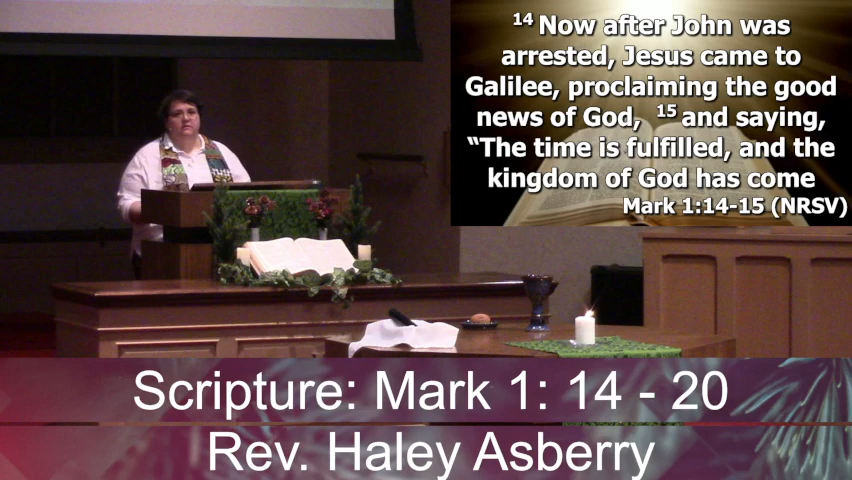 14 Now after John was
arrested, Jesus came to
Galilee, proclaiming the good
news of God, 15 and saying,
“The time is fulfilled, and the
kingdom of God has come
Mark 1:14-15 (NRSV)
Scripture: Mark 1: 14 - 20
Rev. Haley Asberry